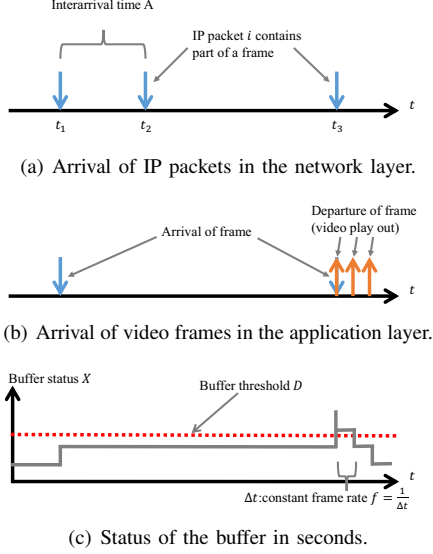 Interarrival time A
IP packet i contains
part of a frame
t
t₁
t₂
t₃
(a) Arrival of IP packets in the network layer.
Departure of frame
(video play out)
Arrival of frame
t
(b) Arrival of video frames in the application layer.
Buffer status X
Buffer threshold D
t
Δt:constant frame rate f = 1/Δt
(c) Status of the buffer in seconds.